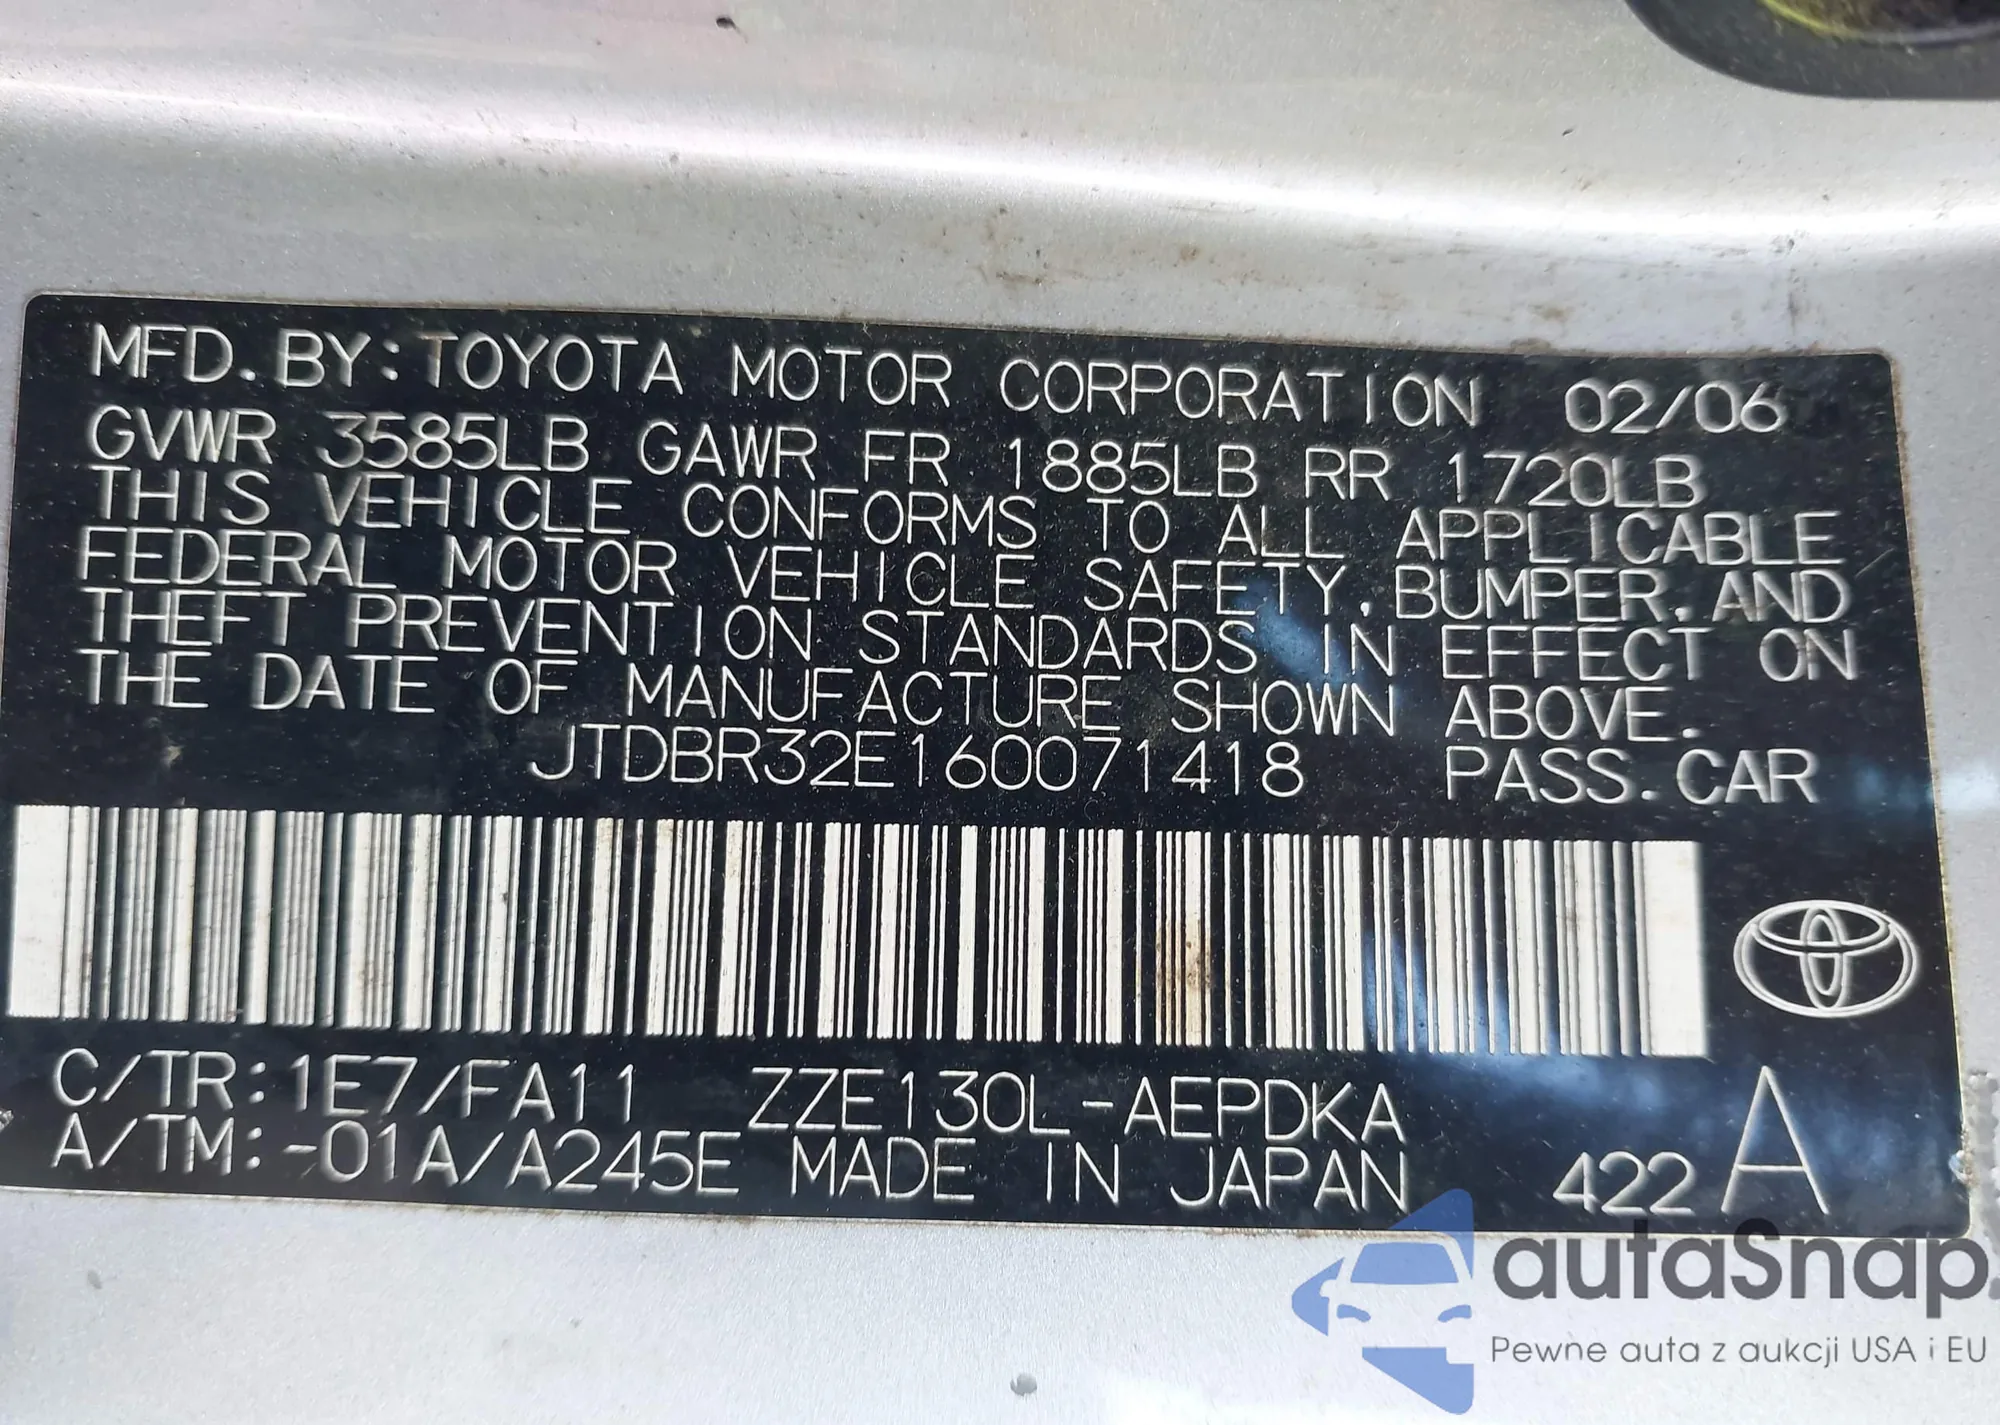 MFD. BY: TOYOTA MOTOR CORPORATION 02/06
GVWR 3585LB GAWR FR 1885LB RR 1720LB
THIS VEHICLE CONFORMS TO ALL APPLICABLE
FEDERAL MOTOR VEHICLE SAFETY, BUMPER, AND
THEFT PREVENTION STANDARDS IN EFFECT ON
THE DATE OF MANUFACTURE SHOWN ABOVE.
JTDBR32E160071418 PASS. CAR
C/TR: 1E7/FA11 ZZE130L-AEPDKA
A/TM: -01A/A245E MADE IN JAPAN 422 A
autaSnap.
Pewne auta z aukcji USA i EU